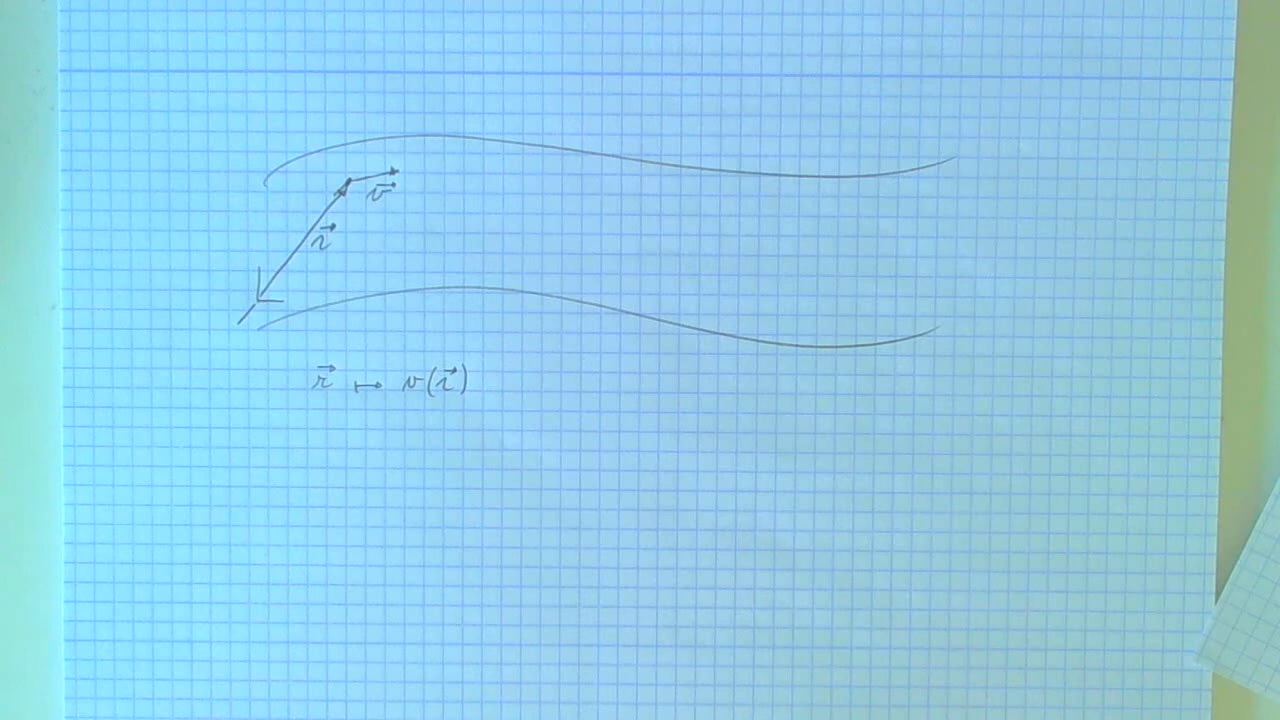 v⃗
r⃗
r⃗ ↦ v(r⃗)